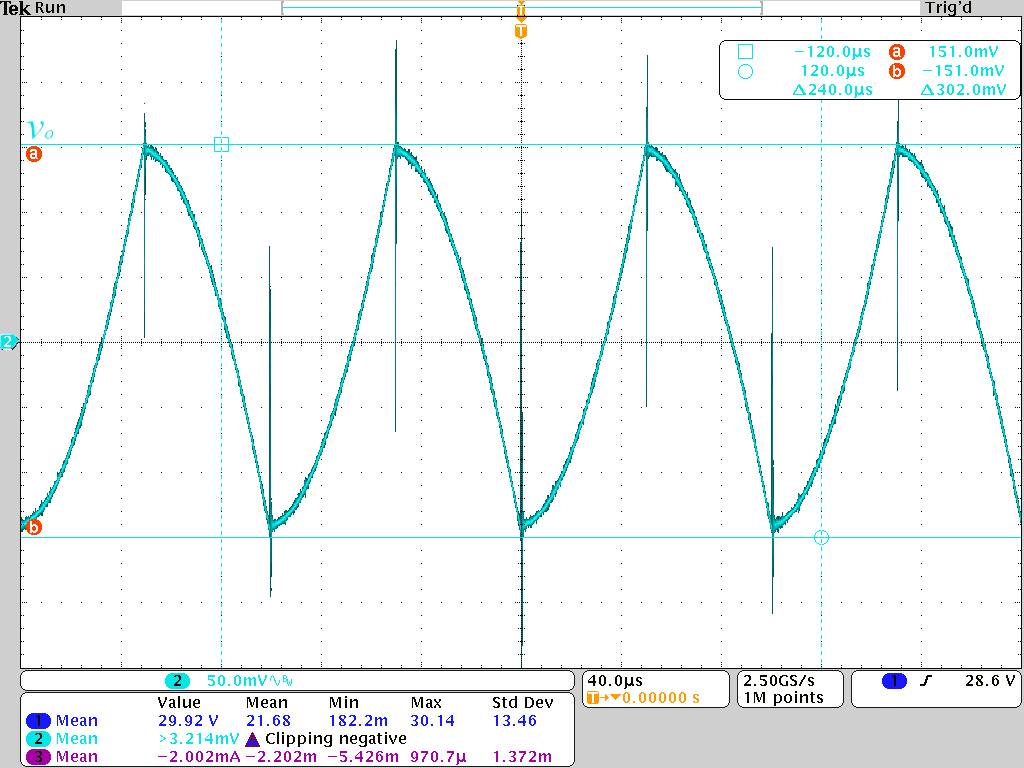 Tek Run Trig'd
T
T
−120.0µs a 151.0mV
120.0µs b −151.0mV
Δ240.0µs Δ302.0mV
vo
a
2
b
2 50.0mV∿BW
40.0µs
T→▼0.00000 s
2.50GS/s
1M points
1 28.6 V
Value Mean Min Max Std Dev
1 Mean 29.92 V 21.68 182.2m 30.14 13.46
2 Mean >3.214mV Clipping negative
3 Mean −2.002mA −2.202m −5.426m 970.7µ 1.372m